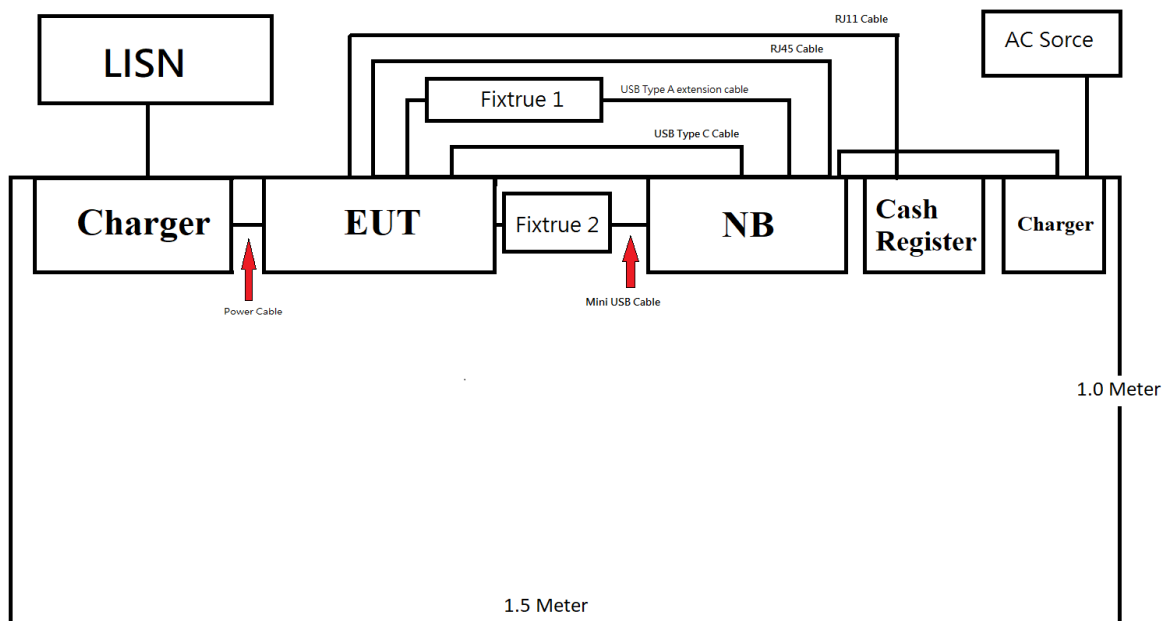 RJ11 Cable
LISN
AC Sorce
RJ45 Cable
Fixtrue 1
USB Type A extension cable
USB Type C Cable
Charger
EUT
Fixtrue 2
NB
Cash
Register
Charger
Power Cable
Mini USB Cable
1.0 Meter
1.5 Meter